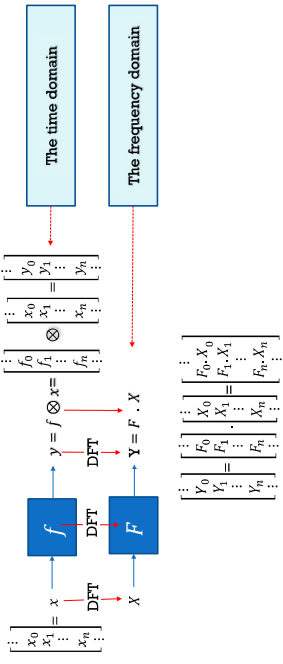 ⋮ ⋮ ⋮ ⋮
x₀ f₀ x₀ y₀
x₁ = x f y = f ⊗ x= f₁ ⊗ x₁ = y₁ The time domain
⋮ ⋮ ⋮ ⋮
xₙ fₙ xₙ yₙ
⋮ ⋮ ⋮ ⋮
DFT DFT DFT
X F Y = F . X The frequency domain
⋮ ⋮ ⋮ ⋮
Y₀ F₀ X₀ F₀.X₀
Y₁ = F₁ . X₁ = F₁.X₁
⋮ ⋮ ⋮ ⋮
Yₙ Fₙ Xₙ Fₙ.Xₙ
⋮ ⋮ ⋮ ⋮